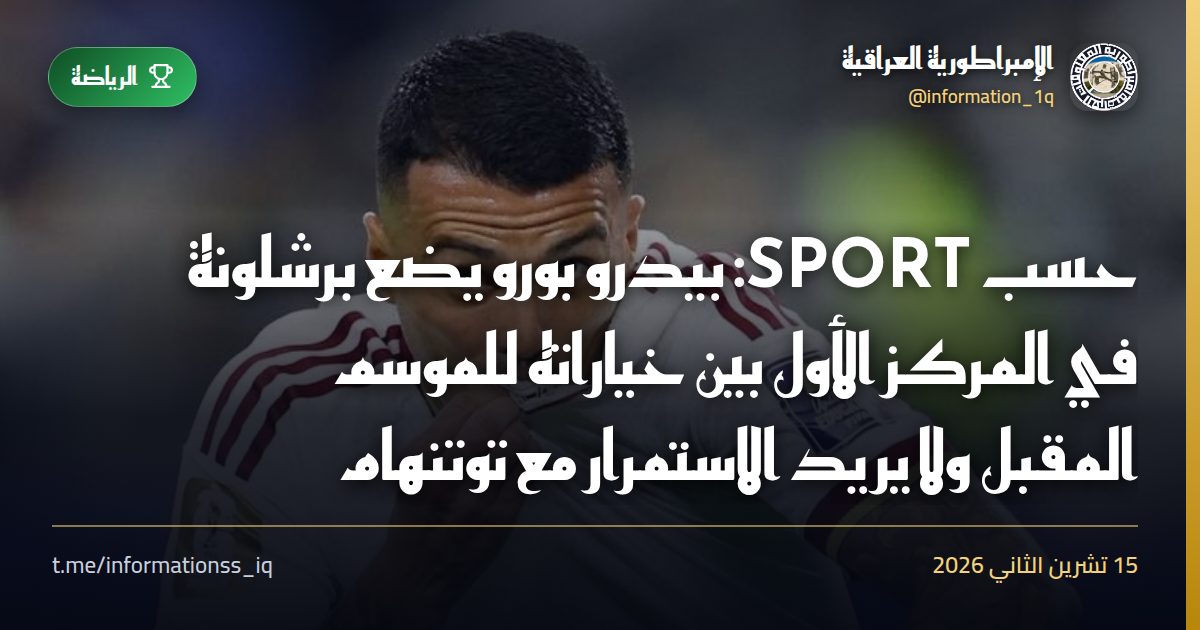 الإمبراطورية العراقية
@information_1q
الرياضة
حسب SPORT: بيدرو بورو يضع برشلونة
في المركز الأول بين خياراته للموسم
المقبل ولا يريد الاستمرار مع توتنهام
15 تشرين الثاني 2026
t.me/informationss_iq